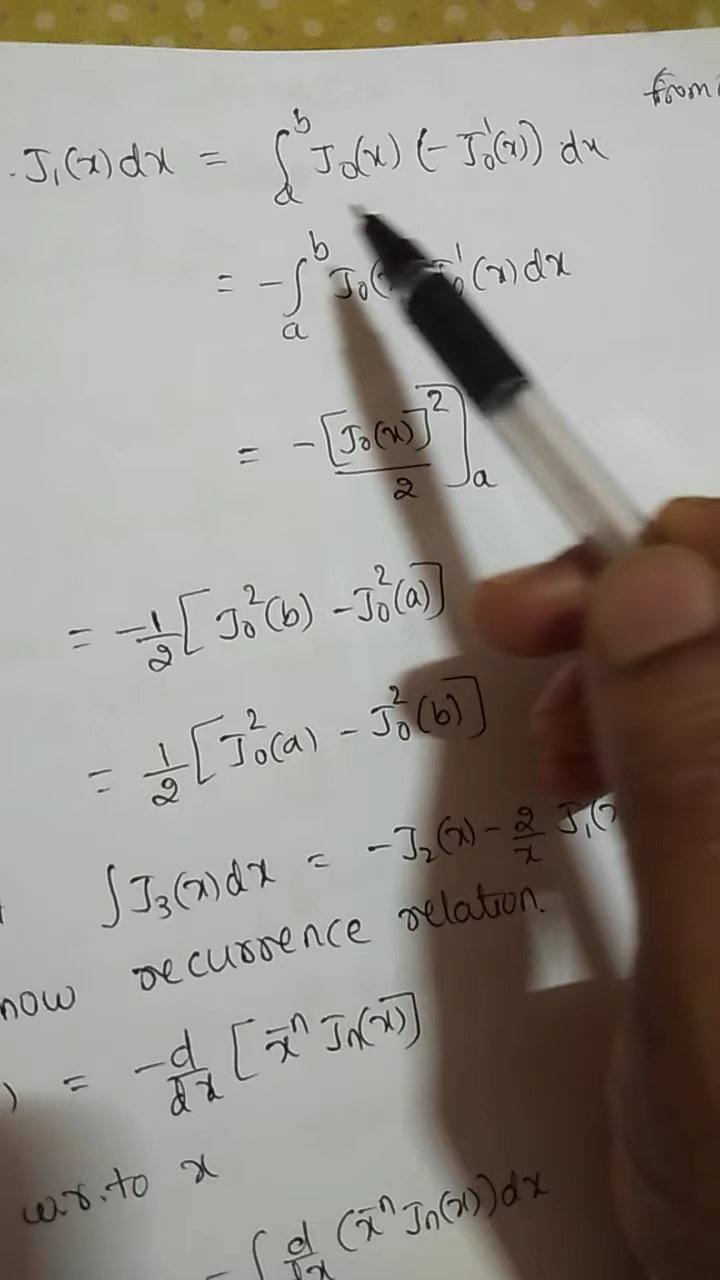 from
. J₁(x)dx = ∫ₐᵇ J₀(x) (-J₀'(x)) dx
= -∫ₐᵇ J₀( J₀'(x)dx
= -[J₀(x)]²/2 ]ₐ
= -1/2 [J₀²(b) - J₀²(a)]
= 1/2 [J₀²(a) - J₀²(b)]
∫J₃(x)dx = -J₂(x) - 2/x J₁(
now recurrence relation.
) = -d/dx [x⁻ⁿ Jₙ(x)]
w.r.to x
- ∫ d/dx (x⁻ⁿ Jₙ(x))dx